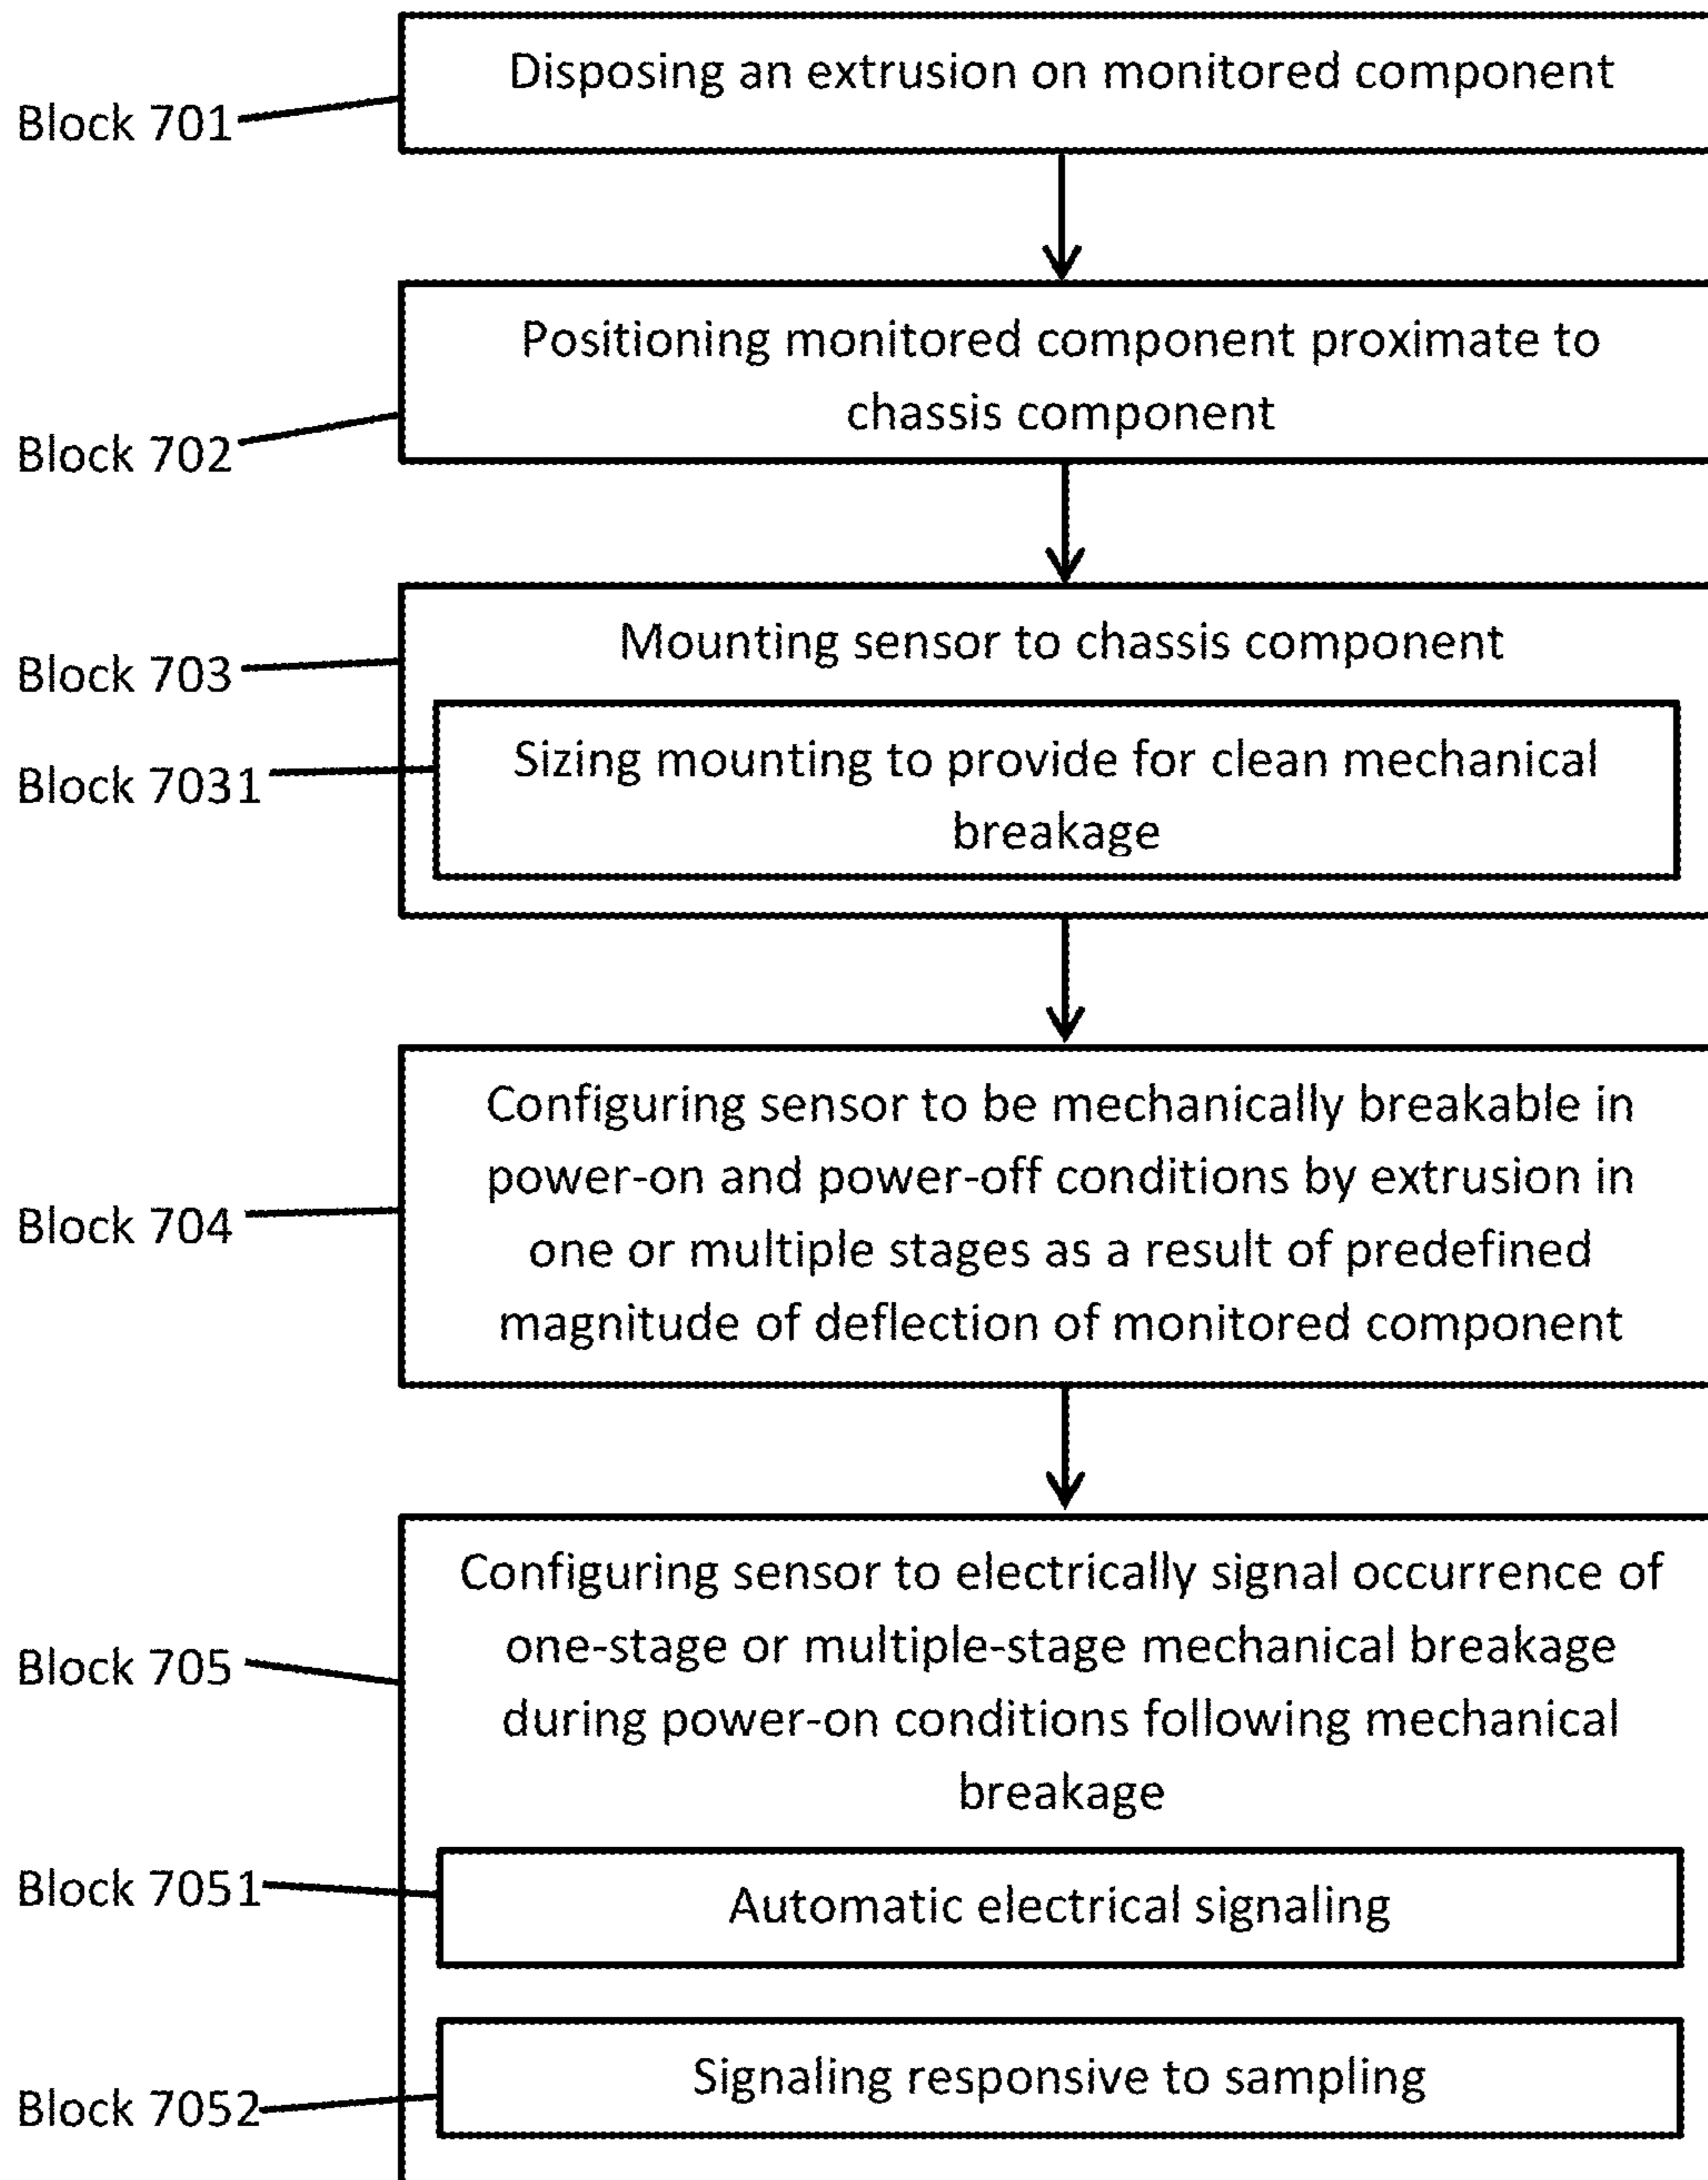 Disposing an extrusion on monitored component
Block 701
Positioning monitored component proximate to
chassis component
Block 702
Mounting sensor to chassis component
Block 703
Sizing mounting to provide for clean mechanical
breakage
Block 7031
Configuring sensor to be mechanically breakable in
power-on and power-off conditions by extrusion in
one or multiple stages as a result of predefined
magnitude of deflection of monitored component
Block 704
Configuring sensor to electrically signal occurrence of
one-stage or multiple-stage mechanical breakage
during power-on conditions following mechanical
breakage
Block 705
Automatic electrical signaling
Block 7051
Signaling responsive to sampling
Block 7052